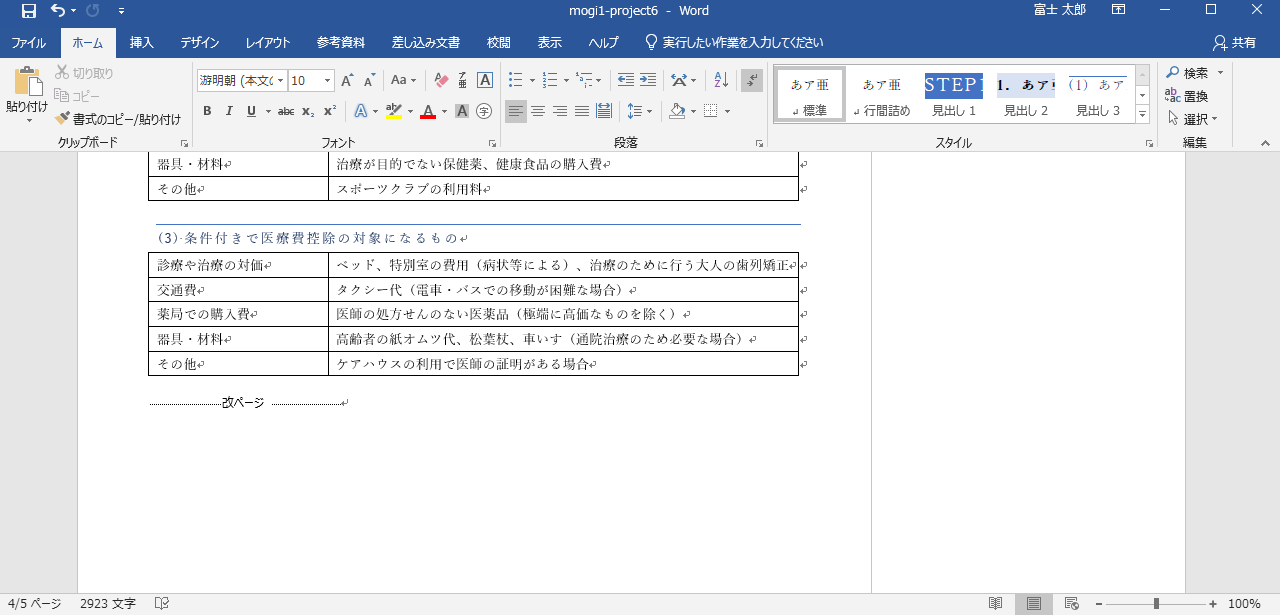 mogi1-project6 - Word
富士 太郎
ファイル ホーム 挿入 デザイン レイアウト 参考資料 差し込み文書 校閲 表示 ヘルプ 実行したい作業を入力してください 共有
貼り付け
切り取り
コピー
書式のコピー/貼り付け
クリップボード
游明朝 (本文の 10
Aa
B I U abc x₂ x²
フォント
段落
あア亜 標準
あア亜 行間詰め
STEP1 見出し 1
1. あア 見出し 2
(1) あア 見出し 3
スタイル
検索
置換
選択
編集
器具・材料 治療が目的でない保健薬、健康食品の購入費
その他 スポーツクラブの利用料
(3) 条件付きで医療費控除の対象になるもの
診療や治療の対価 ベッド、特別室の費用（病状等による）、治療のために行う大人の歯列矯正
交通費 タクシー代（電車・バスでの移動が困難な場合）
薬局での購入費 医師の処方せんのない医薬品（極端に高価なものを除く）
器具・材料 高齢者の紙オムツ代、松葉杖、車いす（通院治療のため必要な場合）
その他 ケアハウスの利用で医師の証明がある場合
改ページ
4/5 ページ 2923 文字 100%